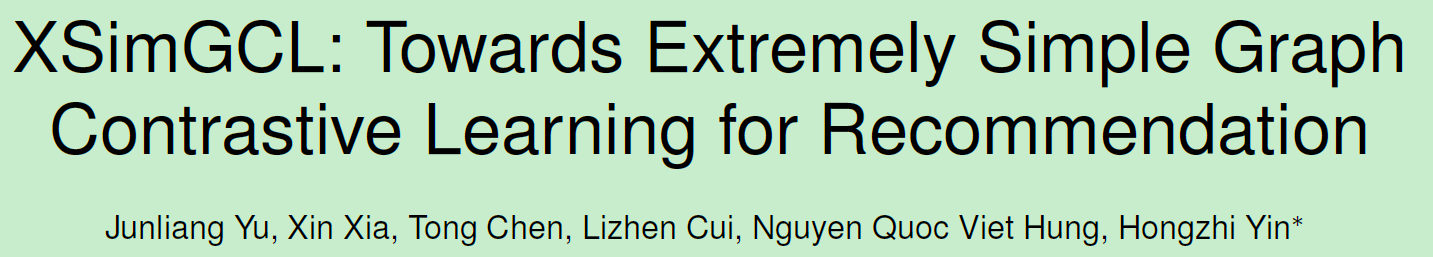 XSimGCL: Towards Extremely Simple Graph
Contrastive Learning for Recommendation
Junliang Yu, Xin Xia, Tong Chen, Lizhen Cui, Nguyen Quoc Viet Hung, Hongzhi Yin*